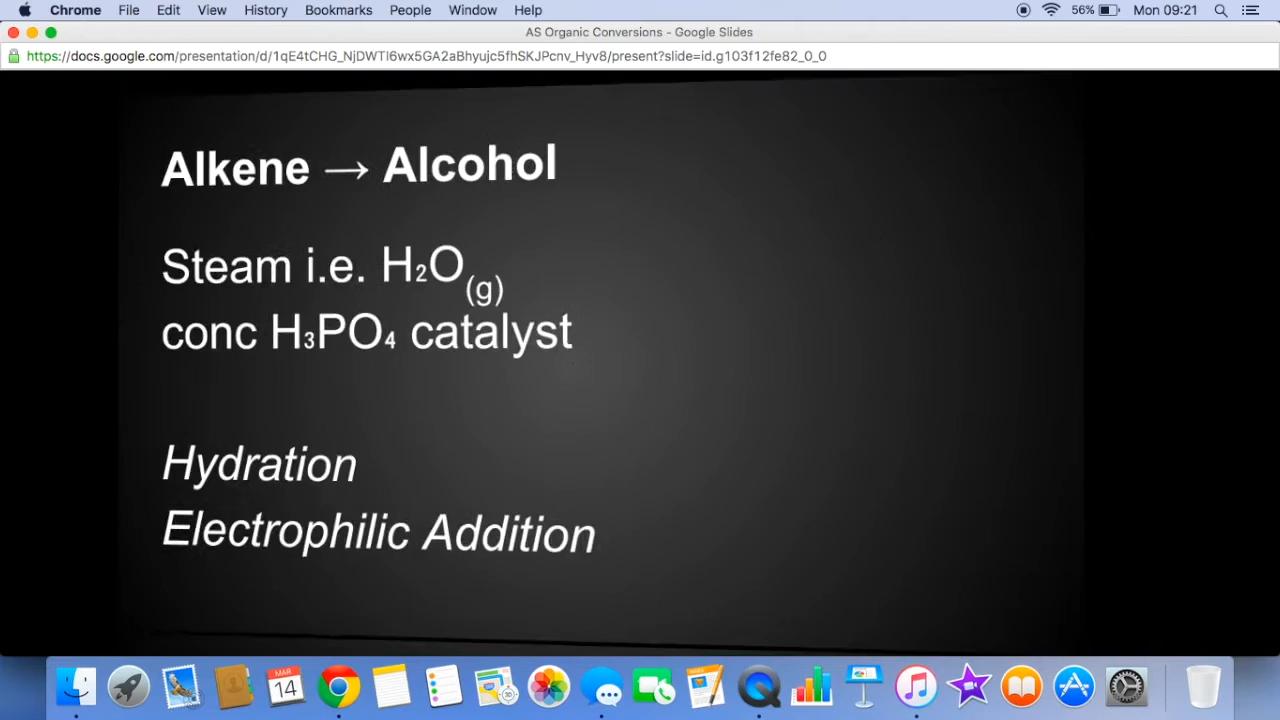 Chrome File Edit View History Bookmarks People Window Help 56% Mon 09:21
AS Organic Conversions - Google Slides
https://docs.google.com/presentation/d/1qE4tCHG_NjDWTI6wx5GA2aBhyujc5fhSKJPcnv_Hyv8/present?slide=id.g103f12fe82_0_0
Alkene → Alcohol
Steam i.e. H₂O(g)
conc H₃PO₄ catalyst
Hydration
Electrophilic Addition
MAR
14
30